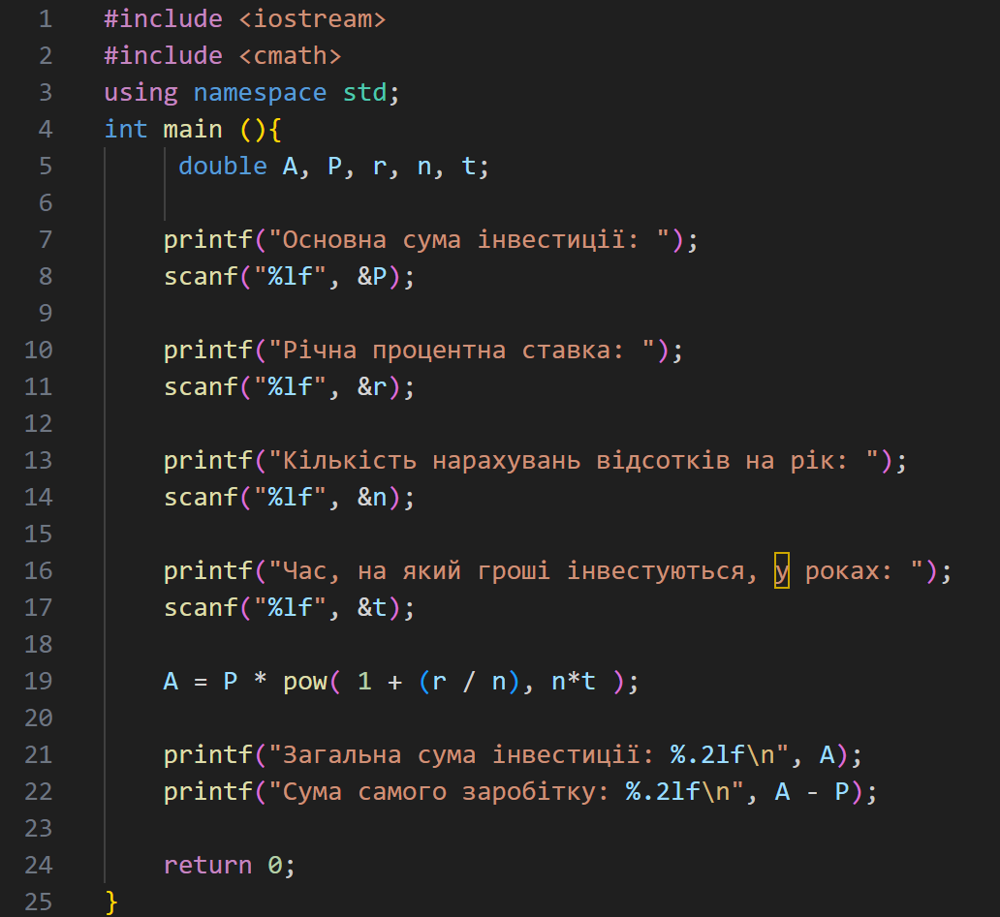 1 #include <iostream>
2 #include <cmath>
3 using namespace std;
4 int main (){
5 double A, P, r, n, t;
6
7 printf("Основна сума інвестиції: ");
8 scanf("%lf", &P);
9
10 printf("Річна процентна ставка: ");
11 scanf("%lf", &r);
12
13 printf("Кількість нарахувань відсотків на рік: ");
14 scanf("%lf", &n);
15
16 printf("Час, на який гроші інвестуються, у роках: ");
17 scanf("%lf", &t);
18
19 A = P * pow( 1 + (r / n), n*t );
20
21 printf("Загальна сума інвестиції: %.2lf\n", A);
22 printf("Сума самого заробітку: %.2lf\n", A - P);
23
24 return 0;
25 }